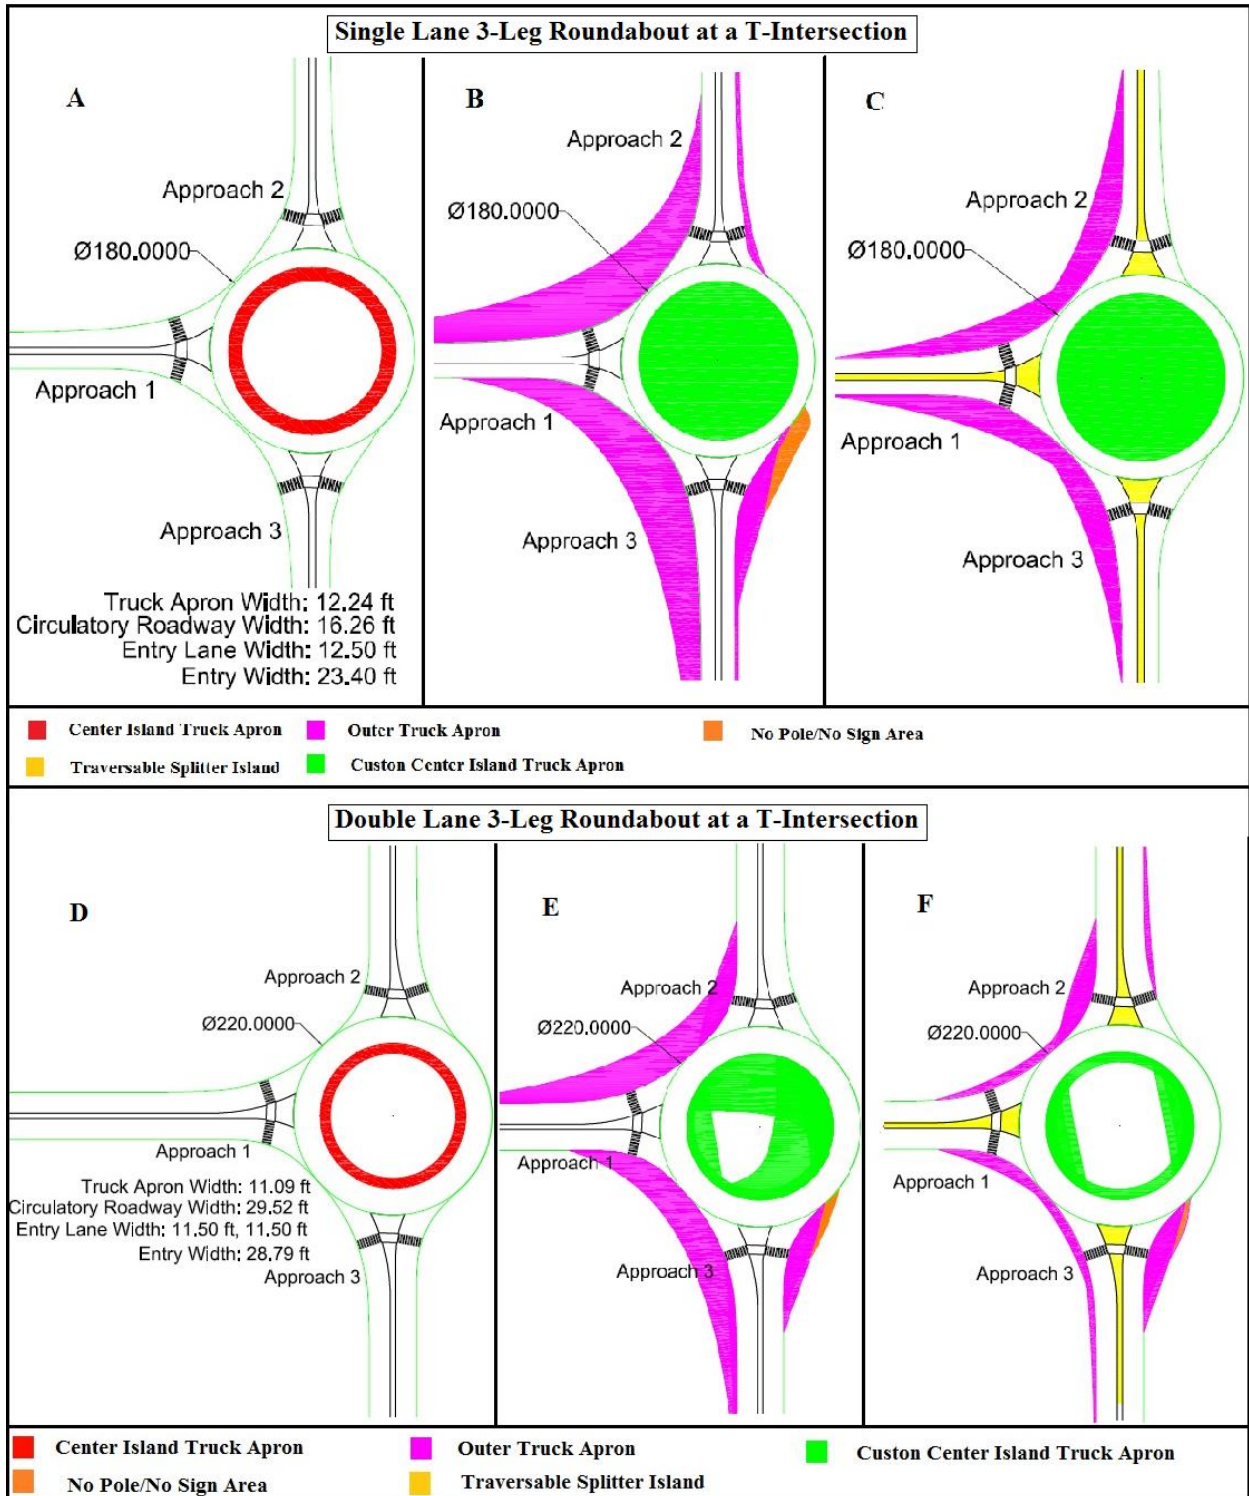 Single Lane 3-Leg Roundabout at a T-Intersection
A
Approach 2
Ø180.0000
Approach 1
Approach 3
Truck Apron Width: 12.24 ft
Circulatory Roadway Width: 16.26 ft
Entry Lane Width: 12.50 ft
Entry Width: 23.40 ft
B
Approach 2
Ø180.0000
Approach 1
Approach 3
C
Approach 2
Ø180.0000
Approach 1
Approach 3
Center Island Truck Apron
Outer Truck Apron
No Pole/No Sign Area
Traversable Splitter Island
Custon Center Island Truck Apron
Double Lane 3-Leg Roundabout at a T-Intersection
D
Approach 2
Ø220.0000
Approach 1
Truck Apron Width: 11.09 ft
Circulatory Roadway Width: 29.52 ft
Entry Lane Width: 11.50 ft, 11.50 ft
Entry Width: 28.79 ft
Approach 3
E
Approach 2
Ø220.0000
Approach 1
Approach 3
F
Approach 2
Ø220.0000
Approach 1
Approach 3
Center Island Truck Apron
Outer Truck Apron
Custon Center Island Truck Apron
No Pole/No Sign Area
Traversable Splitter Island